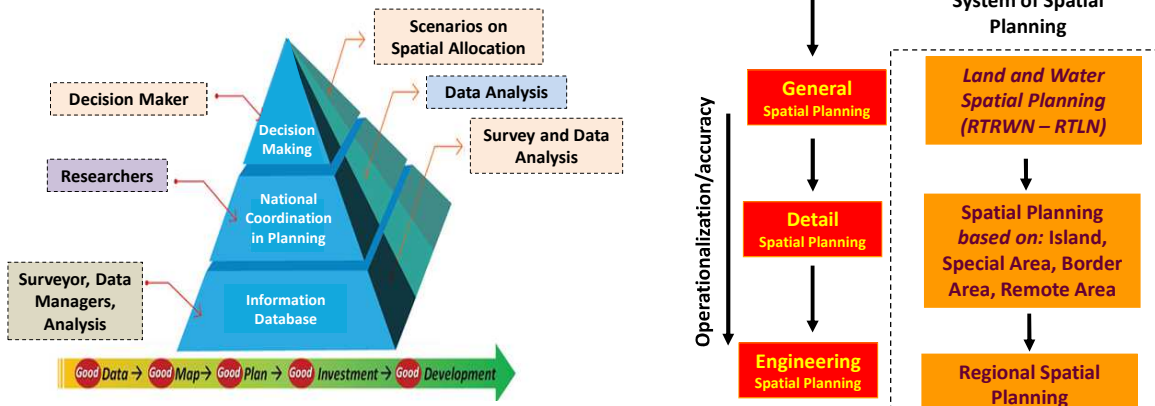 Scenarios on
Spatial Allocation
Decision Maker
Data Analysis
Decision
Making
Survey and Data
Analysis
Researchers
National
Coordination
in Planning
Surveyor, Data
Managers,
Analysis
Information
Database
Good Data → Good Map → Good Plan → Good Investment → Good Development
Operationalization/accuracy
General
Spatial Planning
Detail
Spatial Planning
Engineering
Spatial Planning
System of Spatial
Planning
Land and Water
Spatial Planning
(RTRWN – RTLN)
Spatial Planning
based on: Island,
Special Area, Border
Area, Remote Area
Regional Spatial
Planning